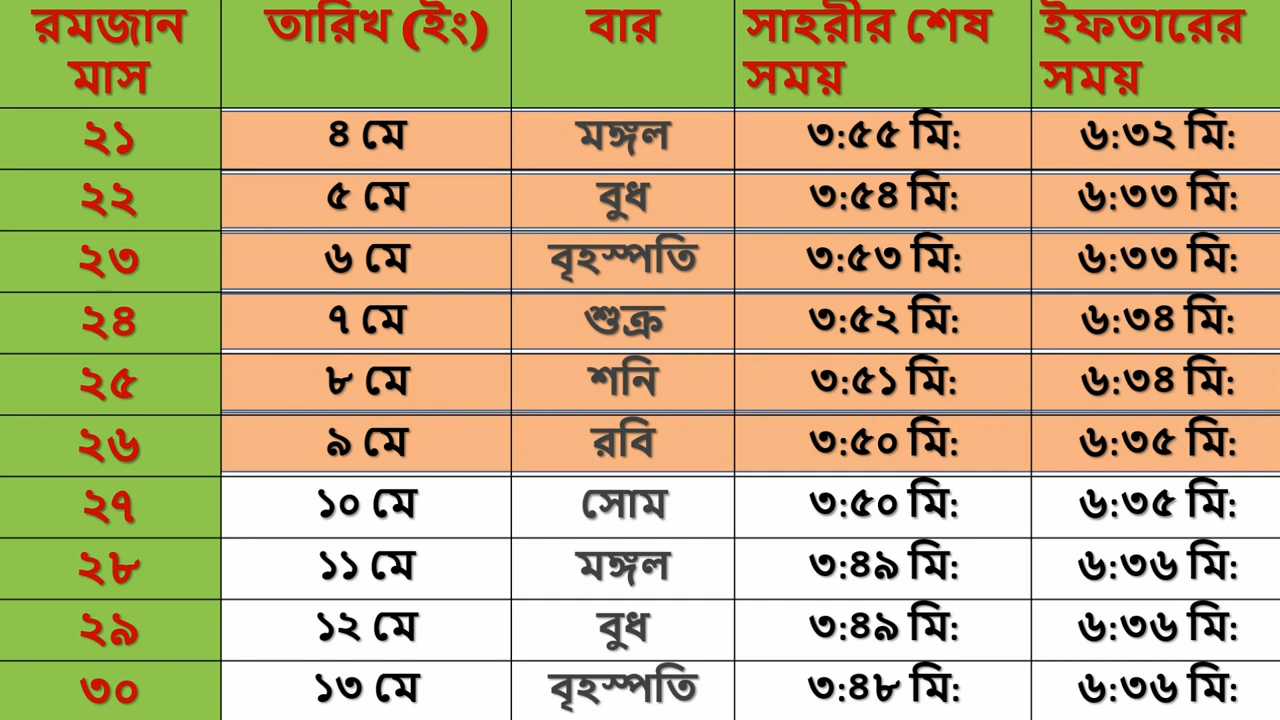 রমজান মাস তারিখ (ইং) বার সাহরীর শেষ সময় ইফতারের সময়
২১ ৪ মে মঙ্গল ৩:৫৫ মি: ৬:৩২ মি:
২২ ৫ মে বুধ ৩:৫৪ মি: ৬:৩৩ মি:
২৩ ৬ মে বৃহস্পতি ৩:৫৩ মি: ৬:৩৩ মি:
২৪ ৭ মে শুক্র ৩:৫২ মি: ৬:৩৪ মি:
২৫ ৮ মে শনি ৩:৫১ মি: ৬:৩৪ মি:
২৬ ৯ মে রবি ৩:৫০ মি: ৬:৩৫ মি:
২৭ ১০ মে সোম ৩:৫০ মি: ৬:৩৫ মি:
২৮ ১১ মে মঙ্গল ৩:৪৯ মি: ৬:৩৬ মি:
২৯ ১২ মে বুধ ৩:৪৯ মি: ৬:৩৬ মি:
৩০ ১৩ মে বৃহস্পতি ৩:৪৮ মি: ৬:৩৬ মি: